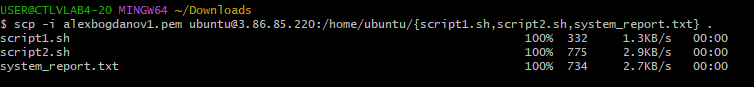 USER@CTLVLAB4-20 MINGW64 ~/Downloads
$ scp -i alexbogdanov1.pem ubuntu@3.86.85.220:/home/ubuntu/{script1.sh,script2.sh,system_report.txt} .
script1.sh 100% 332 1.3KB/s 00:00
script2.sh 100% 775 2.9KB/s 00:00
system_report.txt 100% 734 2.7KB/s 00:00